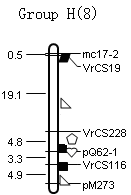 Group H(8)
0.5 mc17-2
VrCS19
19.1
VrCS228
4.8
pQ62-1
3.3
VrCS116
4.9
pM273